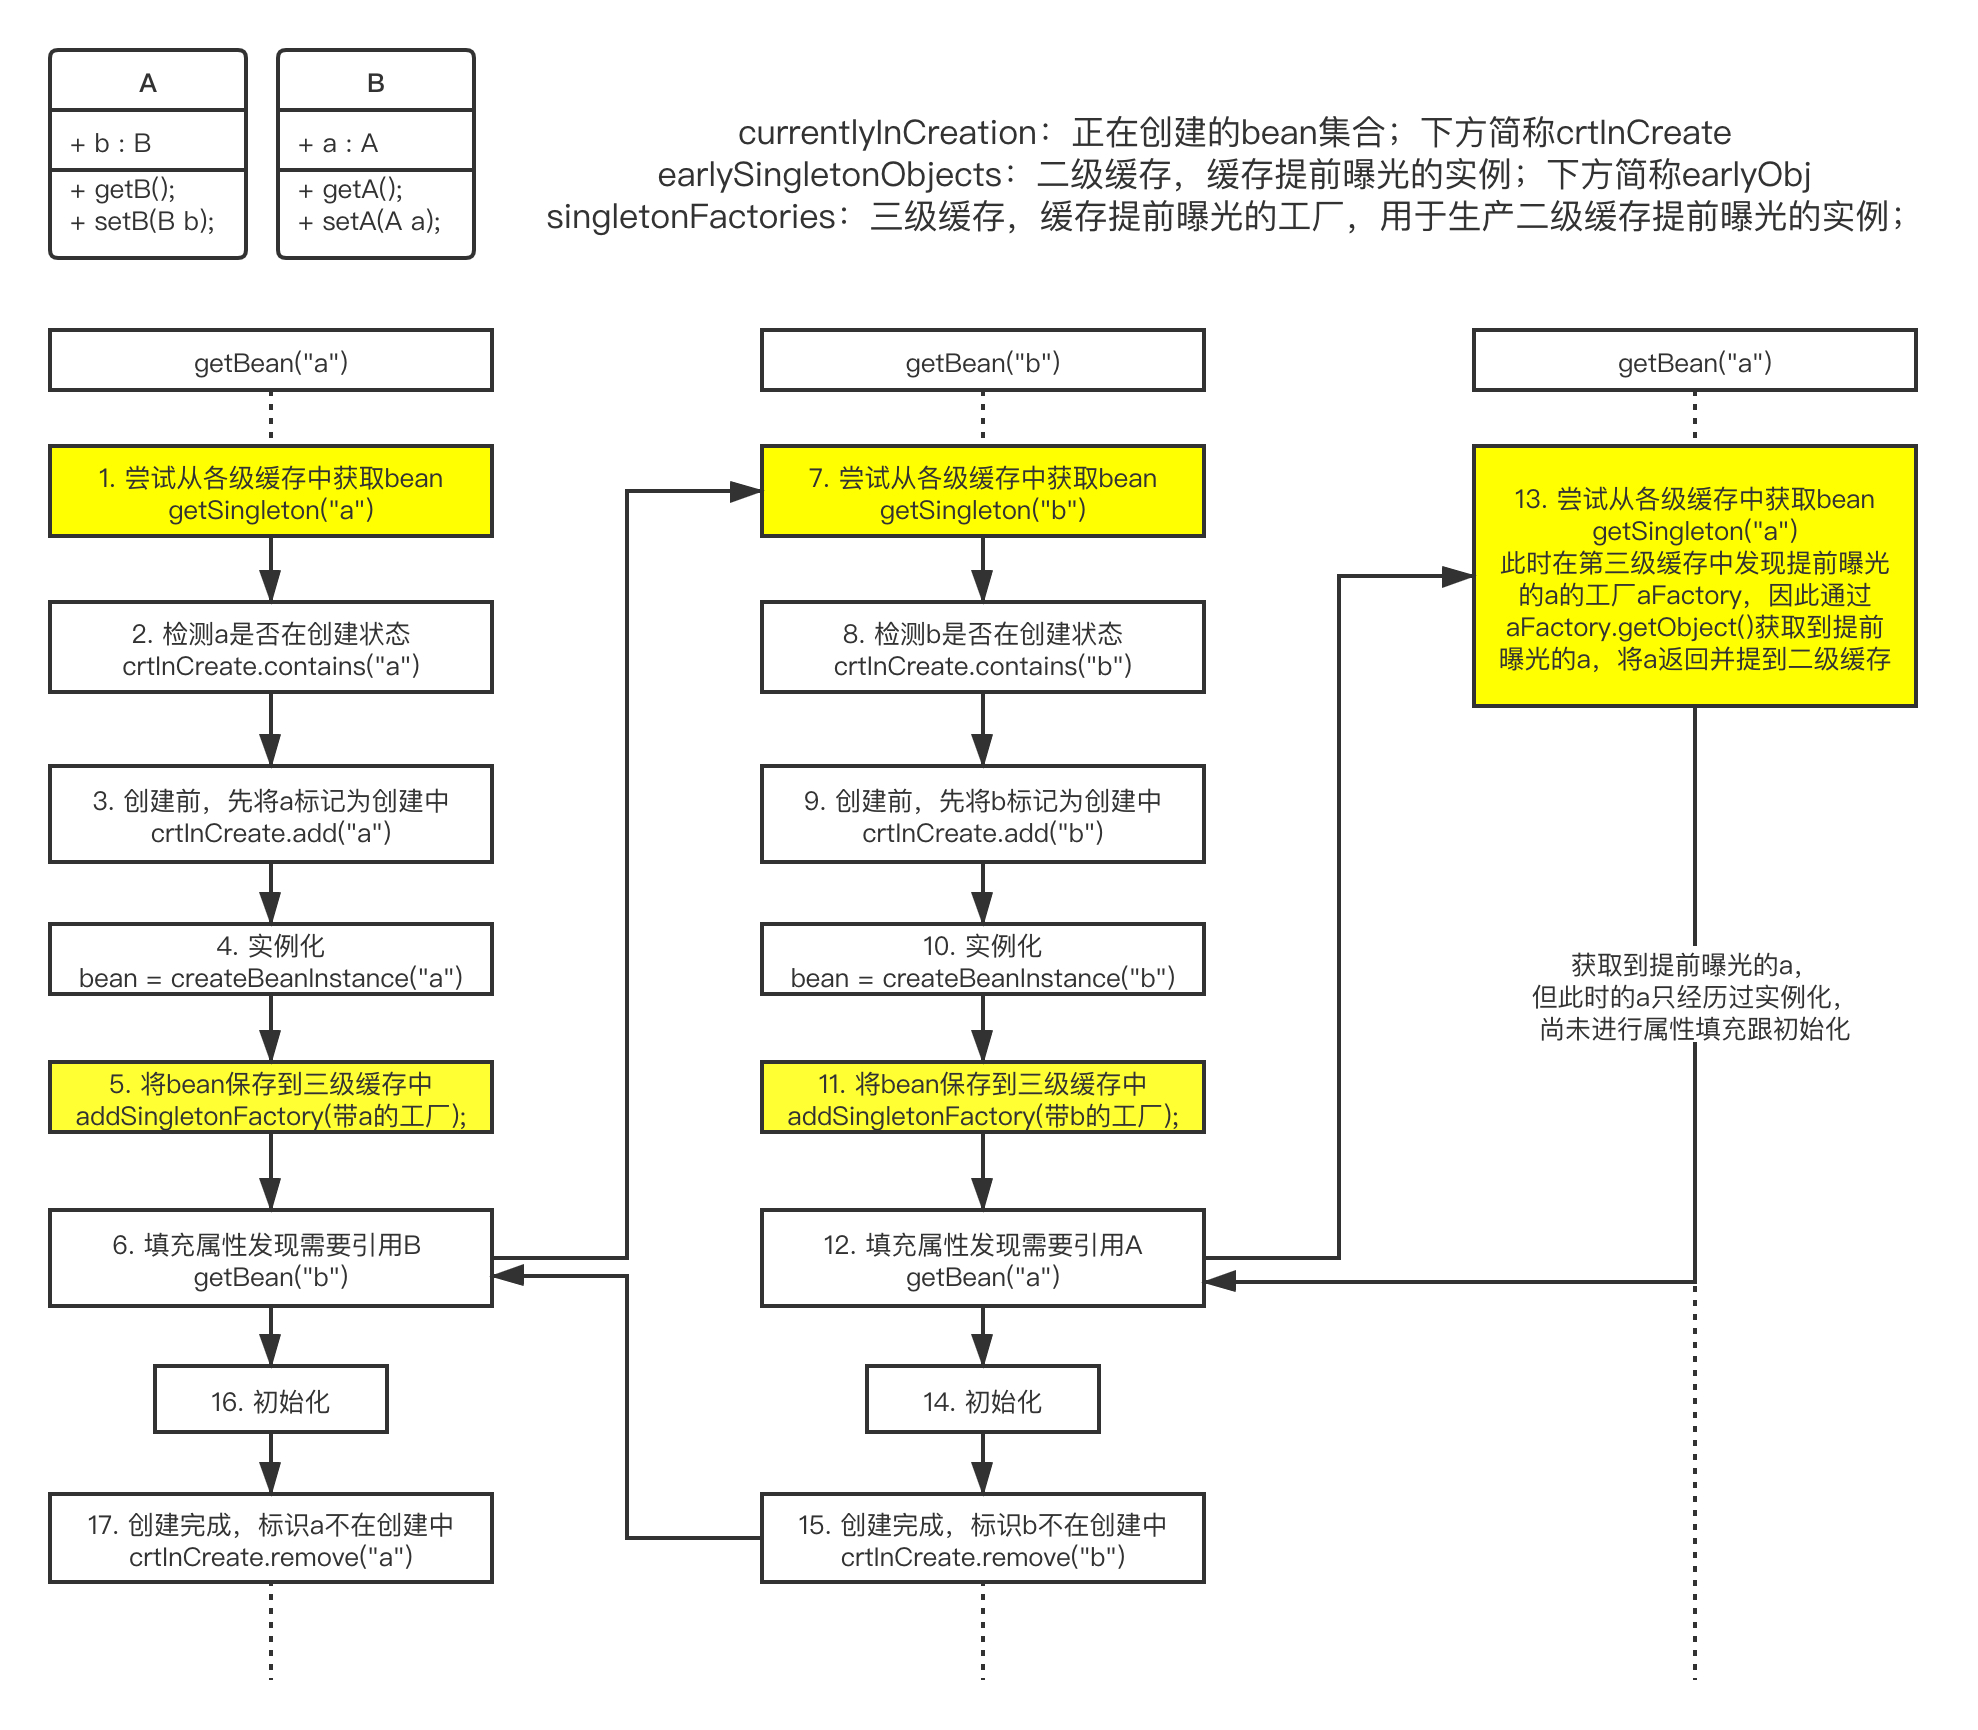 A
+ b : B
+ getB();
+ setB(B b);
B
+ a : A
+ getA();
+ setA(A a);
currentlyInCreation：正在创建的bean集合；下方简称crtInCreate
earlySingletonObjects：二级缓存，缓存提前曝光的实例；下方简称earlyObj
singletonFactories：三级缓存，缓存提前曝光的工厂，用于生产二级缓存提前曝光的实例；
getBean("a")
1. 尝试从各级缓存中获取bean
getSingleton("a")
2. 检测a是否在创建状态
crtInCreate.contains("a")
3. 创建前，先将a标记为创建中
crtInCreate.add("a")
4. 实例化
bean = createBeanInstance("a")
5. 将bean保存到三级缓存中
addSingletonFactory(带a的工厂);
6. 填充属性发现需要引用B
getBean("b")
16. 初始化
17. 创建完成，标识a不在创建中
crtInCreate.remove("a")
getBean("b")
7. 尝试从各级缓存中获取bean
getSingleton("b")
8. 检测b是否在创建状态
crtInCreate.contains("b")
9. 创建前，先将b标记为创建中
crtInCreate.add("b")
10. 实例化
bean = createBeanInstance("b")
11. 将bean保存到三级缓存中
addSingletonFactory(带b的工厂);
12. 填充属性发现需要引用A
getBean("a")
14. 初始化
15. 创建完成，标识b不在创建中
crtInCreate.remove("b")
getBean("a")
13. 尝试从各级缓存中获取bean
getSingleton("a")
此时在第三级缓存中发现提前曝光
的a的工厂aFactory，因此通过
aFactory.getObject()获取到提前
曝光的a，将a返回并提到二级缓存
获取到提前曝光的a，
但此时的a只经历过实例化，
尚未进行属性填充跟初始化